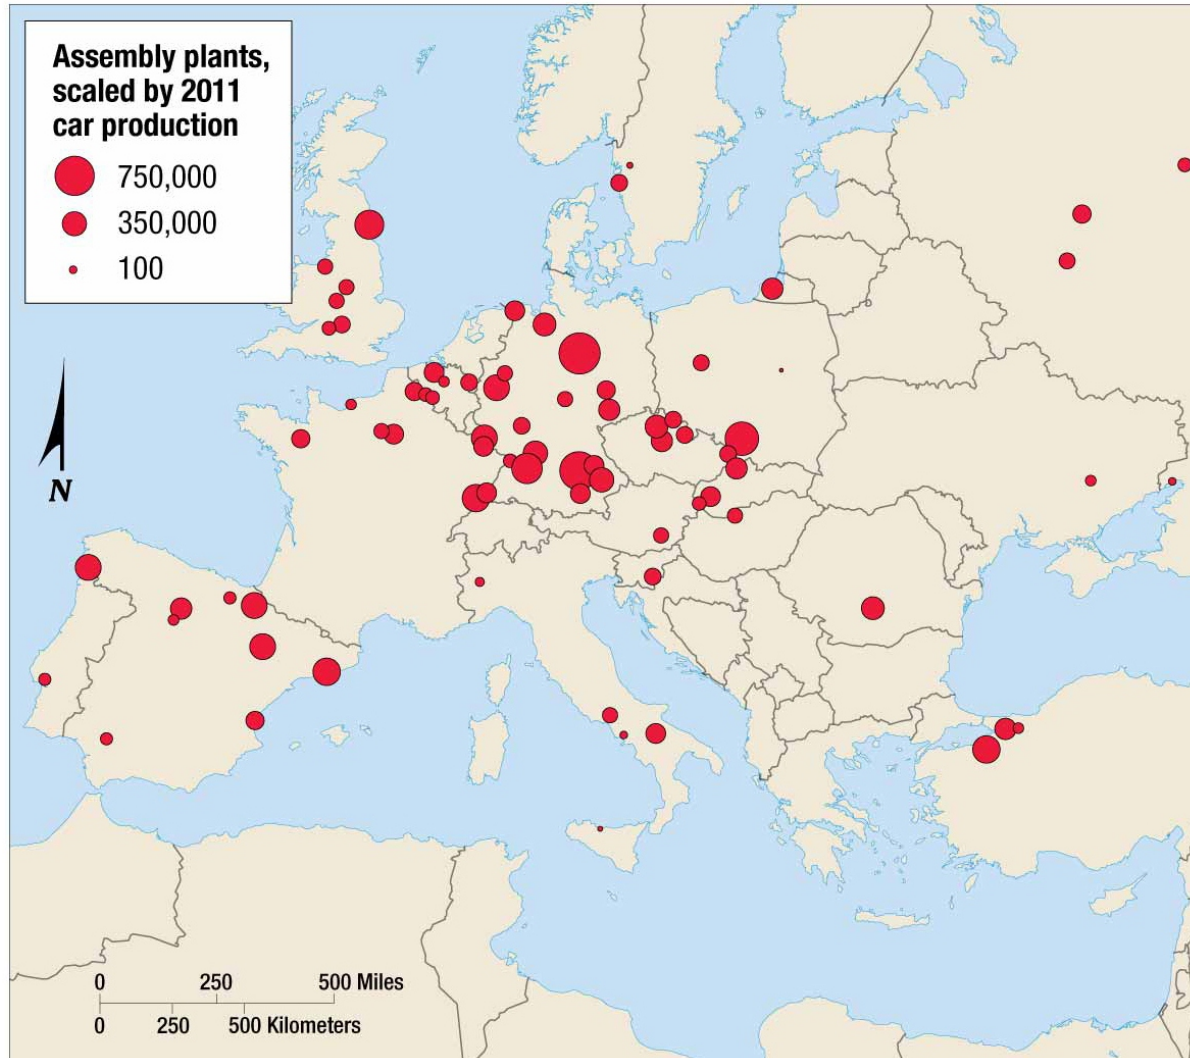 Assembly plants,
scaled by 2011
car production
750,000
350,000
100
N
0 250 500 Miles
0 250 500 Kilometers